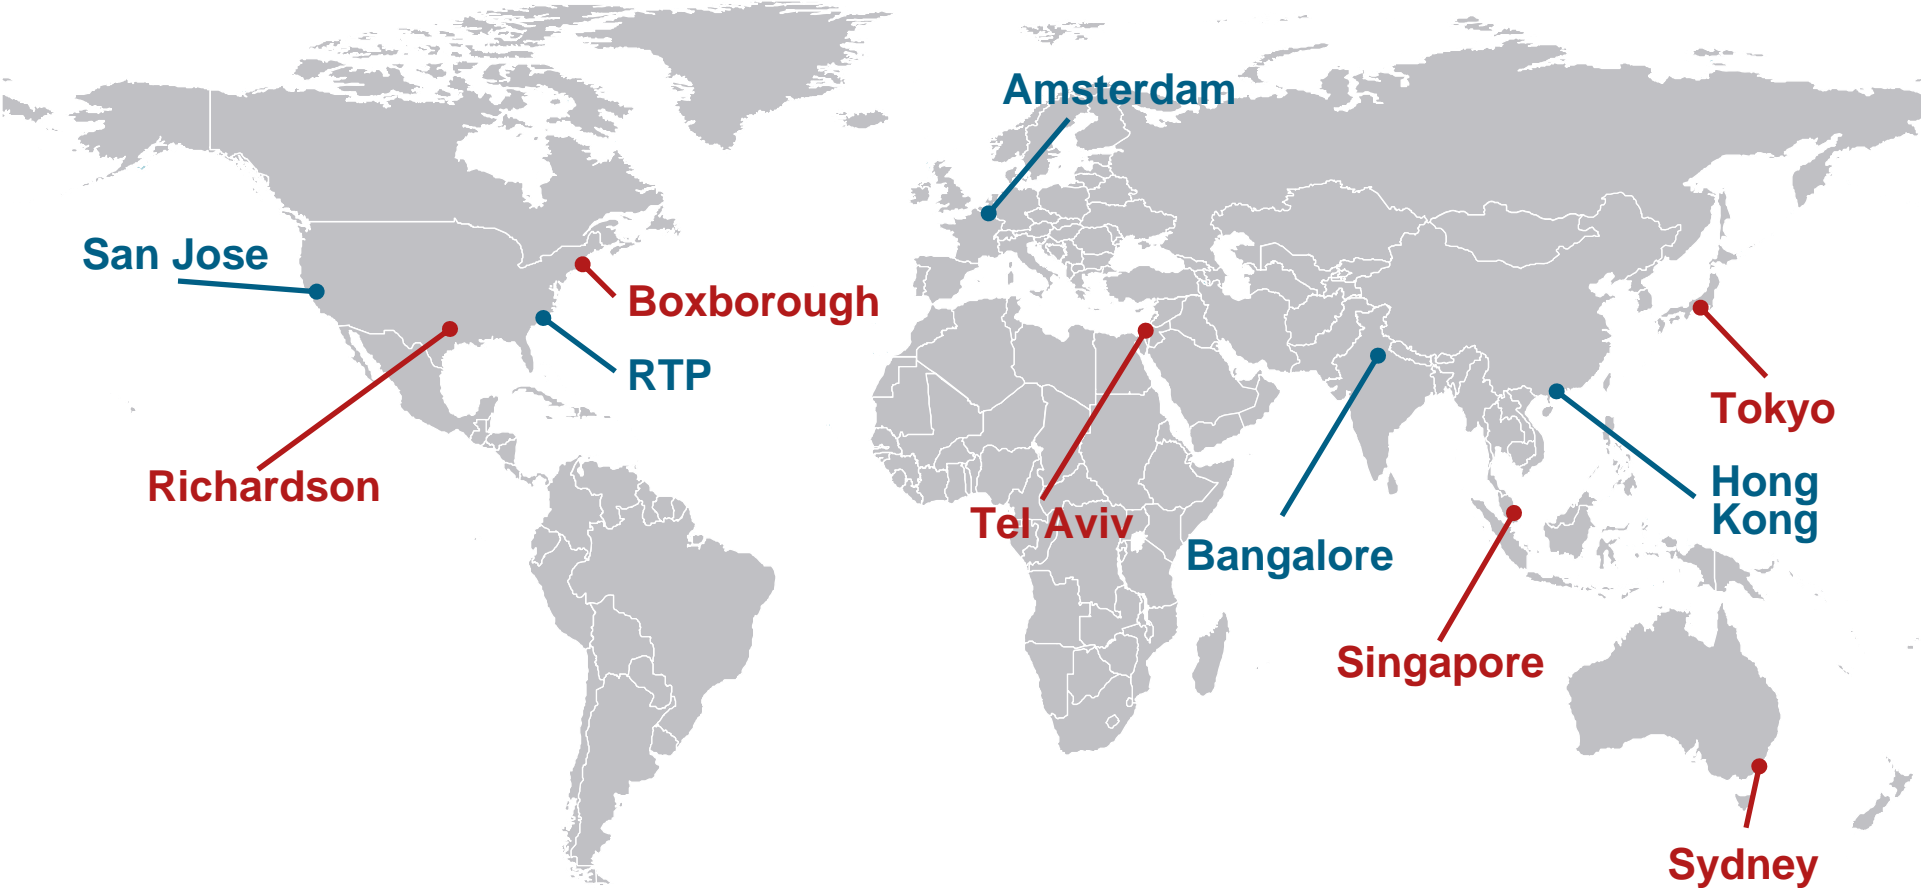 Amsterdam
San Jose
Boxborough
RTP
Richardson
Tokyo
Hong
Kong
Tel Aviv
Bangalore
Singapore
Sydney